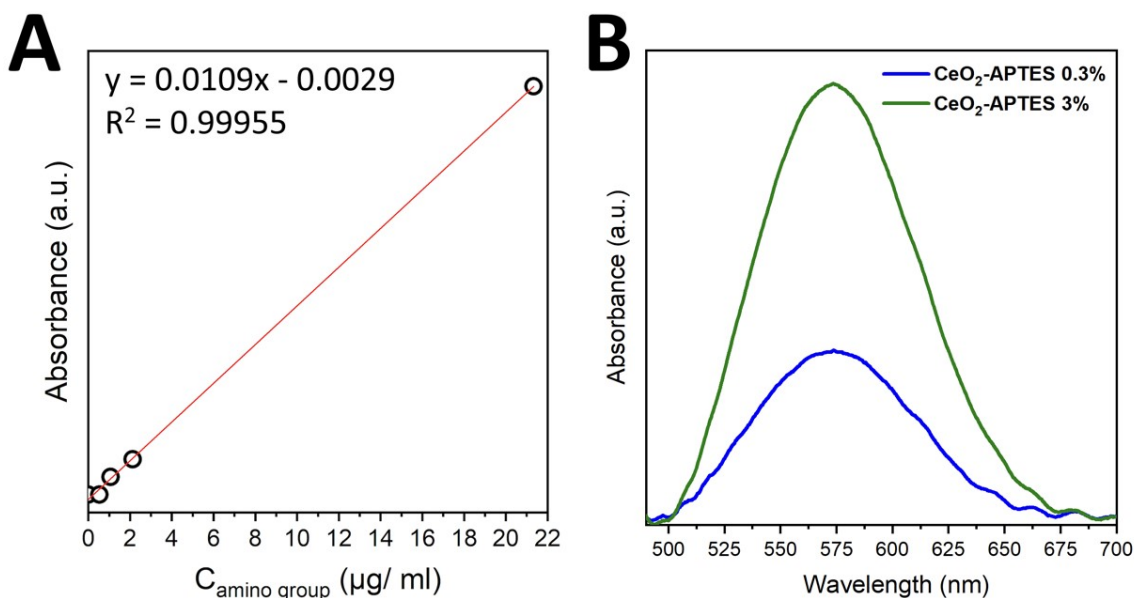 A
y = 0.0109x - 0.0029
R² = 0.99955
Absorbance (a.u.)
0 2 4 6 8 10 12 14 16 18 20 22
C amino group (µg/ ml)
B
CeO₂-APTES 0.3%
CeO₂-APTES 3%
Absorbance (a.u.)
500 525 550 575 600 625 650 675 700
Wavelength (nm)